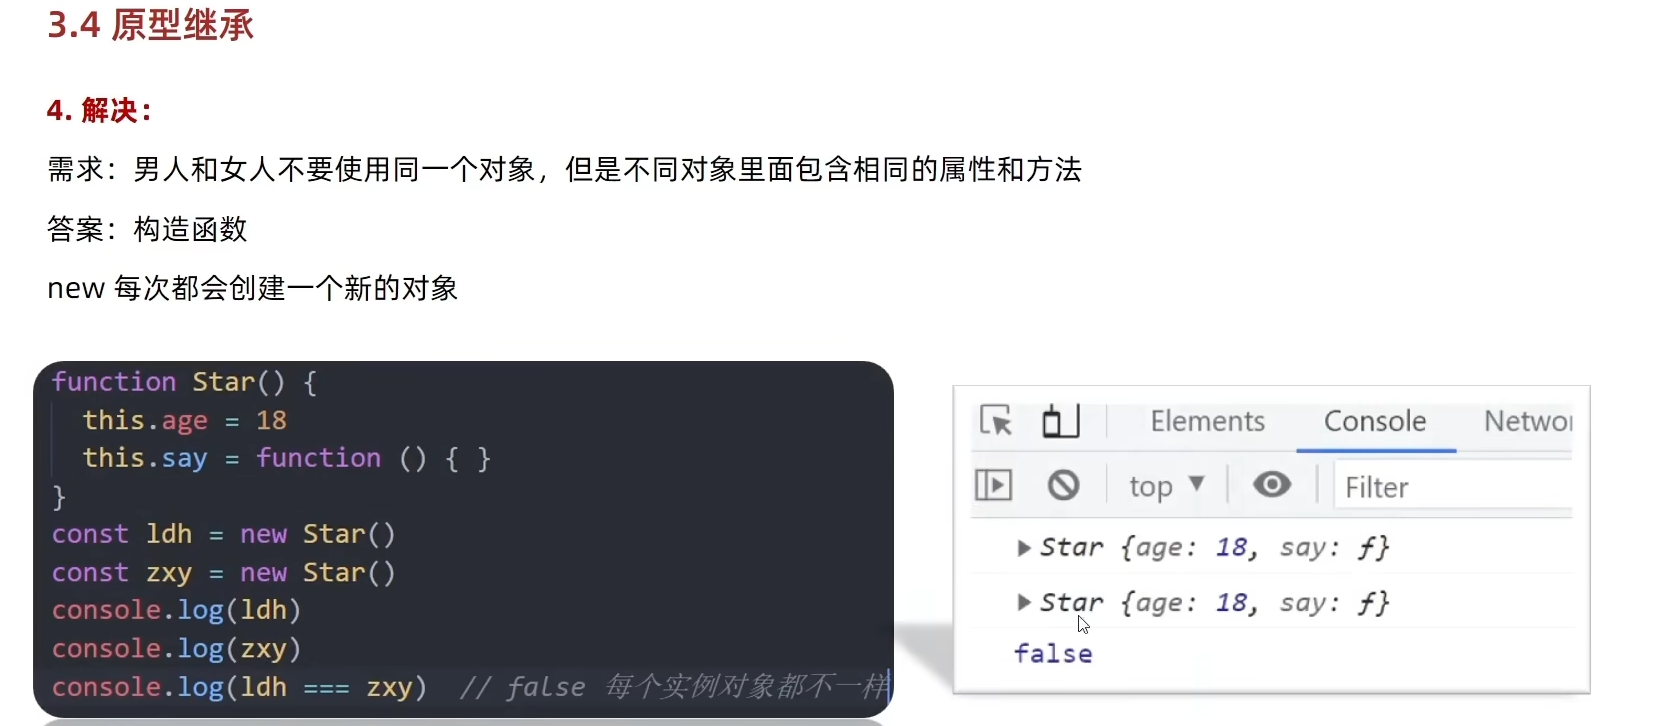 3.4 原型继承
4. 解决：
需求：男人和女人不要使用同一个对象，但是不同对象里面包含相同的属性和方法
答案：构造函数
new 每次都会创建一个新的对象
function Star() {
  this.age = 18
  this.say = function () { }
}
const ldh = new Star()
const zxy = new Star()
console.log(ldh)
console.log(zxy)
console.log(ldh === zxy)  // false 每个实例对象都不一样
Elements Console Networ
top ▼ Filter
▶ Star {age: 18, say: ƒ}
▶ Star {age: 18, say: ƒ}
false